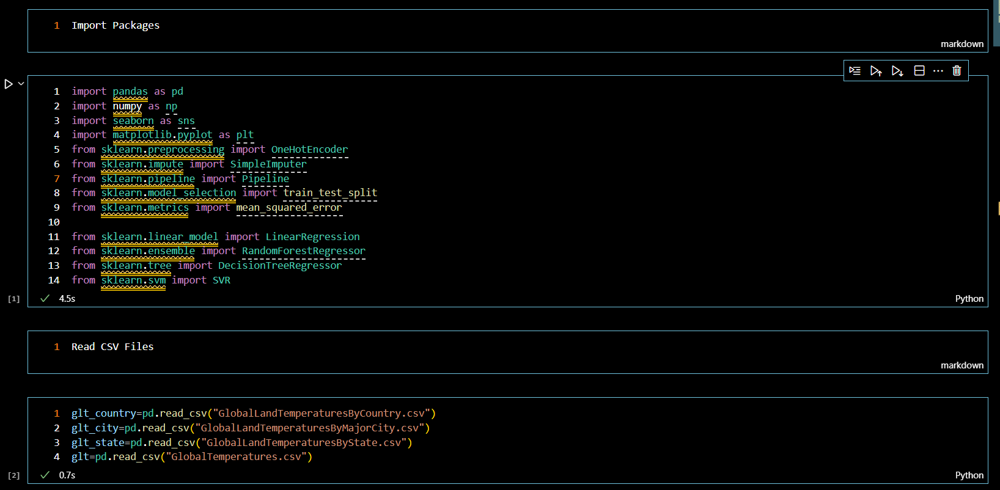 1 Import Packages
markdown
1 import pandas as pd
2 import numpy as np
3 import seaborn as sns
4 import matplotlib.pyplot as plt
5 from sklearn.preprocessing import OneHotEncoder
6 from sklearn.impute import SimpleImputer
7 from sklearn.pipeline import Pipeline
8 from sklearn.model_selection import train_test_split
9 from sklearn.metrics import mean_squared_error
10
11 from sklearn.linear_model import LinearRegression
12 from sklearn.ensemble import RandomForestRegressor
13 from sklearn.tree import DecisionTreeRegressor
14 from sklearn.svm import SVR
[1] 4.5s Python
1 Read CSV Files
markdown
1 glt_country=pd.read_csv("GlobalLandTemperaturesByCountry.csv")
2 glt_city=pd.read_csv("GlobalLandTemperaturesByMajorCity.csv")
3 glt_state=pd.read_csv("GlobalLandTemperaturesByState.csv")
4 glt=pd.read_csv("GlobalTemperatures.csv")
[2] 0.7s Python